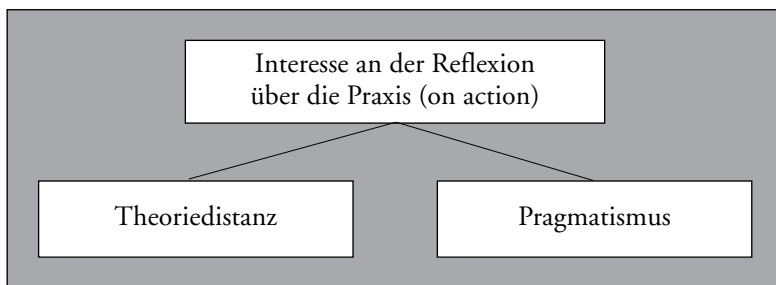 Interesse an der Reflexion
über die Praxis (on action)
Theoriedistanz
Pragmatismus